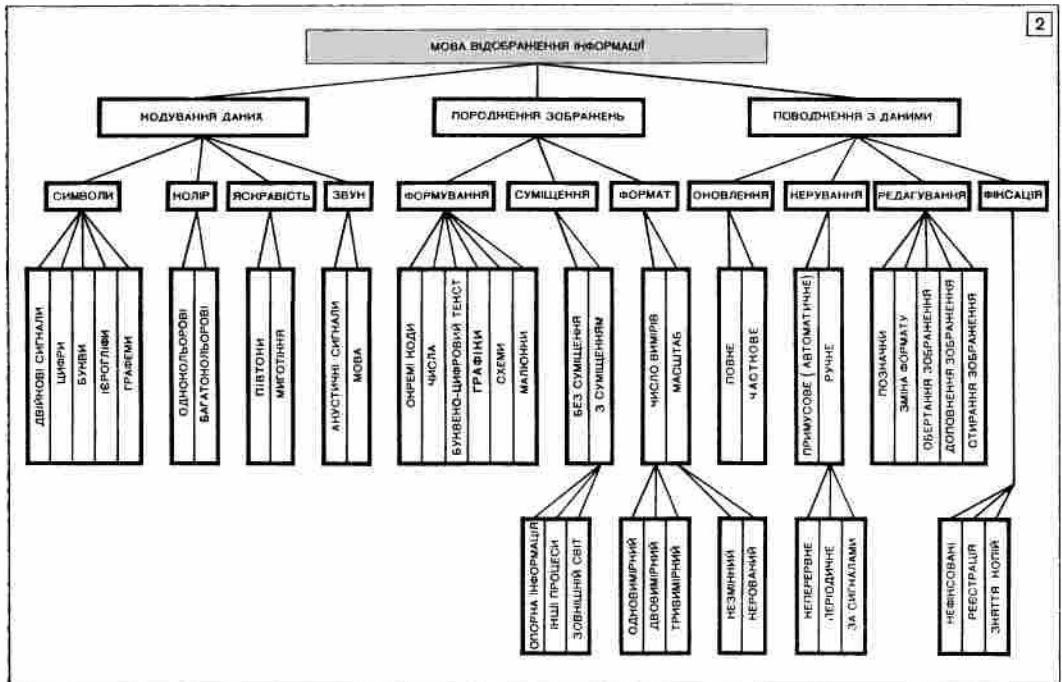 2
МОВА ВІДОБРАЖЕННЯ ІНФОРМАЦІЇ
КОДУВАННЯ ДАНИХ
ПОРОДЖЕННЯ ЗОБРАЖЕНЬ
ПОВОДЖЕННЯ З ДАНИМИ
СИМВОЛИ
КОЛІР
ЯСКРАВІСТЬ
ЗВУК
ФОРМУВАННЯ
СУМІЩЕННЯ
ФОРМАТ
ОНОВЛЕННЯ
КЕРУВАННЯ
РЕДАГУВАННЯ
ФІКСАЦІЯ
ДВІЙКОВІ СИГНАЛИ
ЦИФРИ
БУКВИ
ІЄРОГЛІФИ
ГРАФЕМИ
ОДНОКОЛЬОРОВІ
БАГАТОКОЛЬОРОВІ
ПІВТОНИ
МИГОТІННЯ
АКУСТИЧНІ СИГНАЛИ
МОВА
ОКРЕМІ КОДИ
ЧИСЛА
БУКВЕНО-ЦИФРОВИЙ ТЕКСТ
ГРАФІКИ
СХЕМИ
МАЛЮНКИ
БЕЗ СУМІЩЕННЯ
З СУМІЩЕННЯМ
ЧИСЛО ВИМІРІВ
МАСШТАБ
ПОВНЕ
ЧАСТКОВЕ
ПРИМУСОВЕ (АВТОМАТИЧНЕ)
РУЧНЕ
ПОЗНАЧКИ
ЗМІНА ФОРМАТУ
ОБЕРТАННЯ ЗОБРАЖЕННЯ
ДОПОВНЕННЯ ЗОБРАЖЕННЯ
СТИРАННЯ ЗОБРАЖЕННЯ
ОПОРНА ІНФОРМАЦІЯ
ІНШІ ПРОЦЕСИ
ЗОВНІШНІЙ СВІТ
ОДНОВИМІРНИЙ
ДВОВИМІРНИЙ
ТРИВИМІРНИЙ
НЕЗМІННИЙ
КЕРОВАНИЙ
НЕПЕРЕРВНЕ
ПЕРІОДИЧНЕ
ЗА СИГНАЛАМИ
НЕФІКСОВАНІ
РЕЄСТРАЦІЯ
ЗНЯТТЯ КОПІЙ